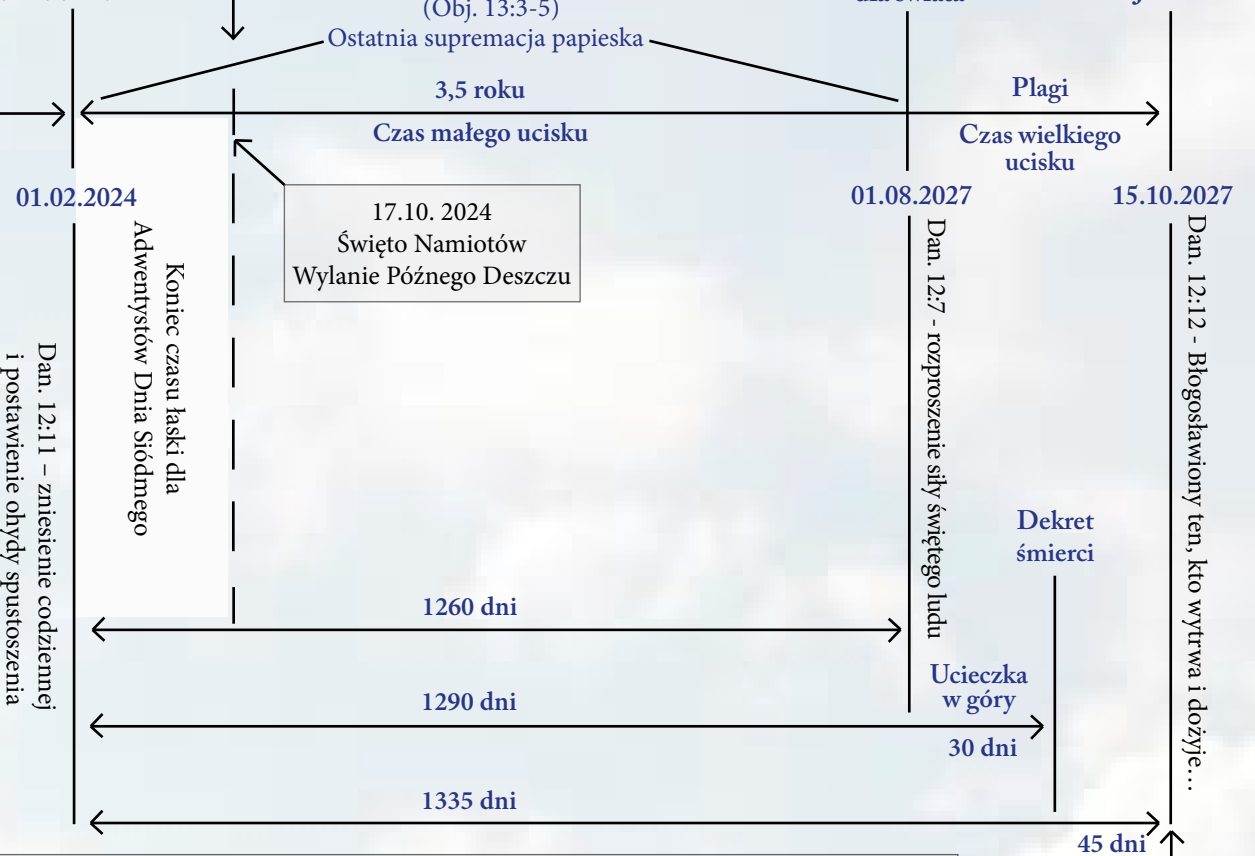 (Obj. 13:3-5)
Ostatnia supremacja papieska
3,5 roku
Czas małego ucisku
Plagi
Czas wielkiego
ucisku
01.02.2024
01.08.2027
15.10.2027
17.10. 2024
Święto Namiotów
Wylanie Późnego Deszczu
Dan. 12:11 – zniesienie codziennej
i postawienie ohydy spustoszenia
Koniec czasu łaski dla
Adwentystów Dnia Siódmego
Dan. 12:7 - rozproszenie siły świętego ludu
Dan. 12:12 - Błogosławiony ten, kto wytrwa i dożyje…
Dekret
śmierci
1260 dni
Ucieczka
w góry
1290 dni
30 dni
1335 dni
45 dni